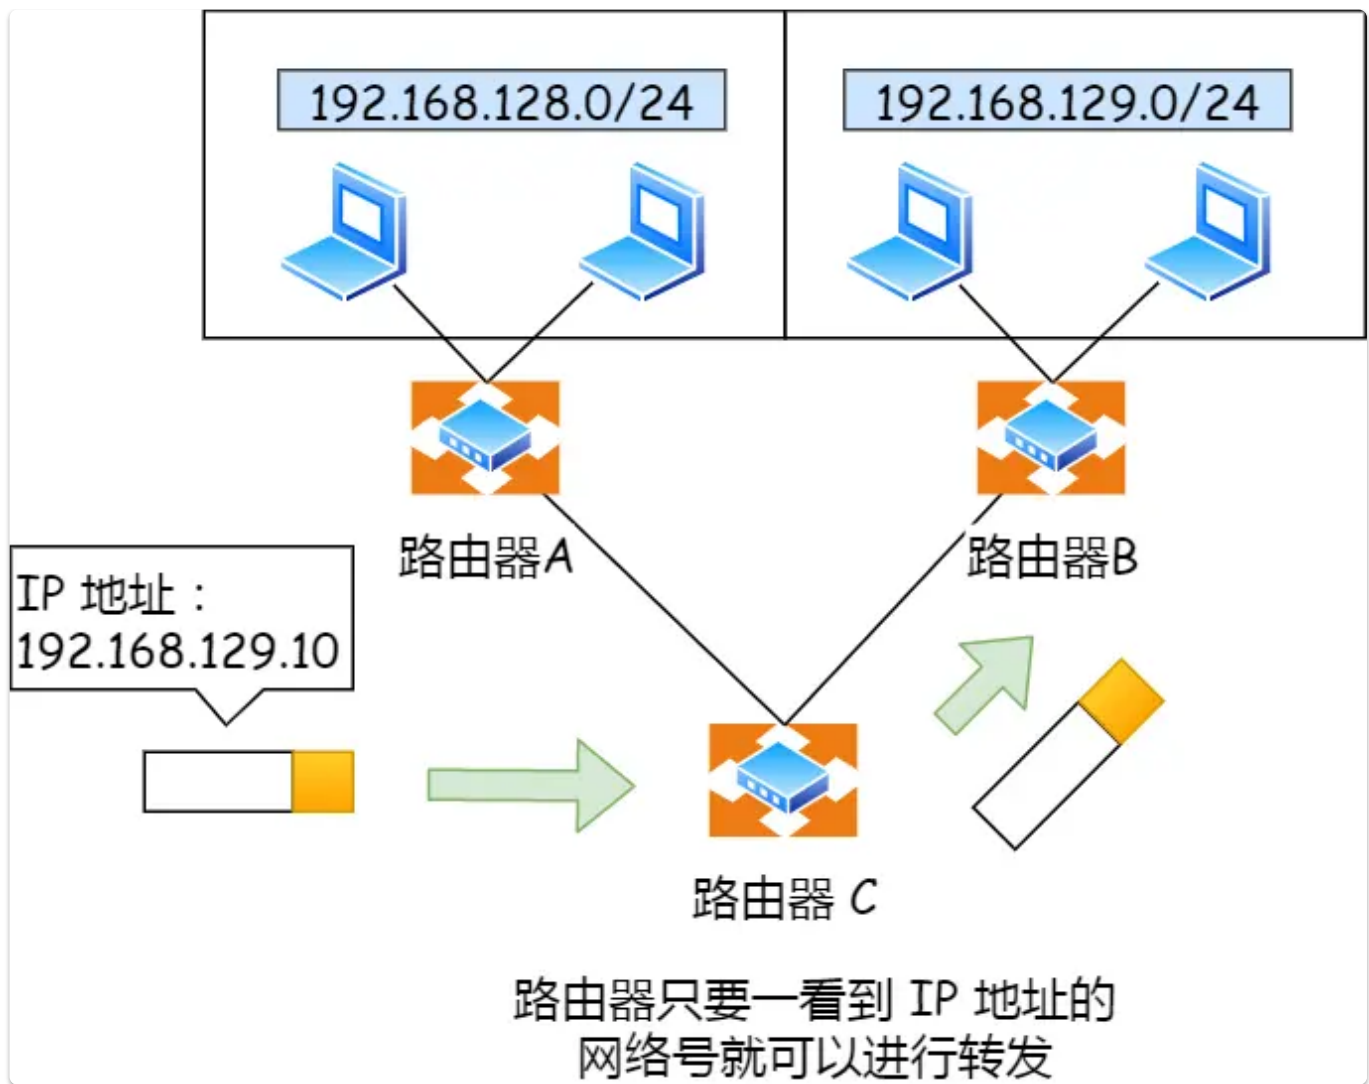 192.168.128.0/24
192.168.129.0/24
路由器A
路由器B
IP 地址：
192.168.129.10
路由器 C
路由器只要一看到 IP 地址的
网络号就可以进行转发